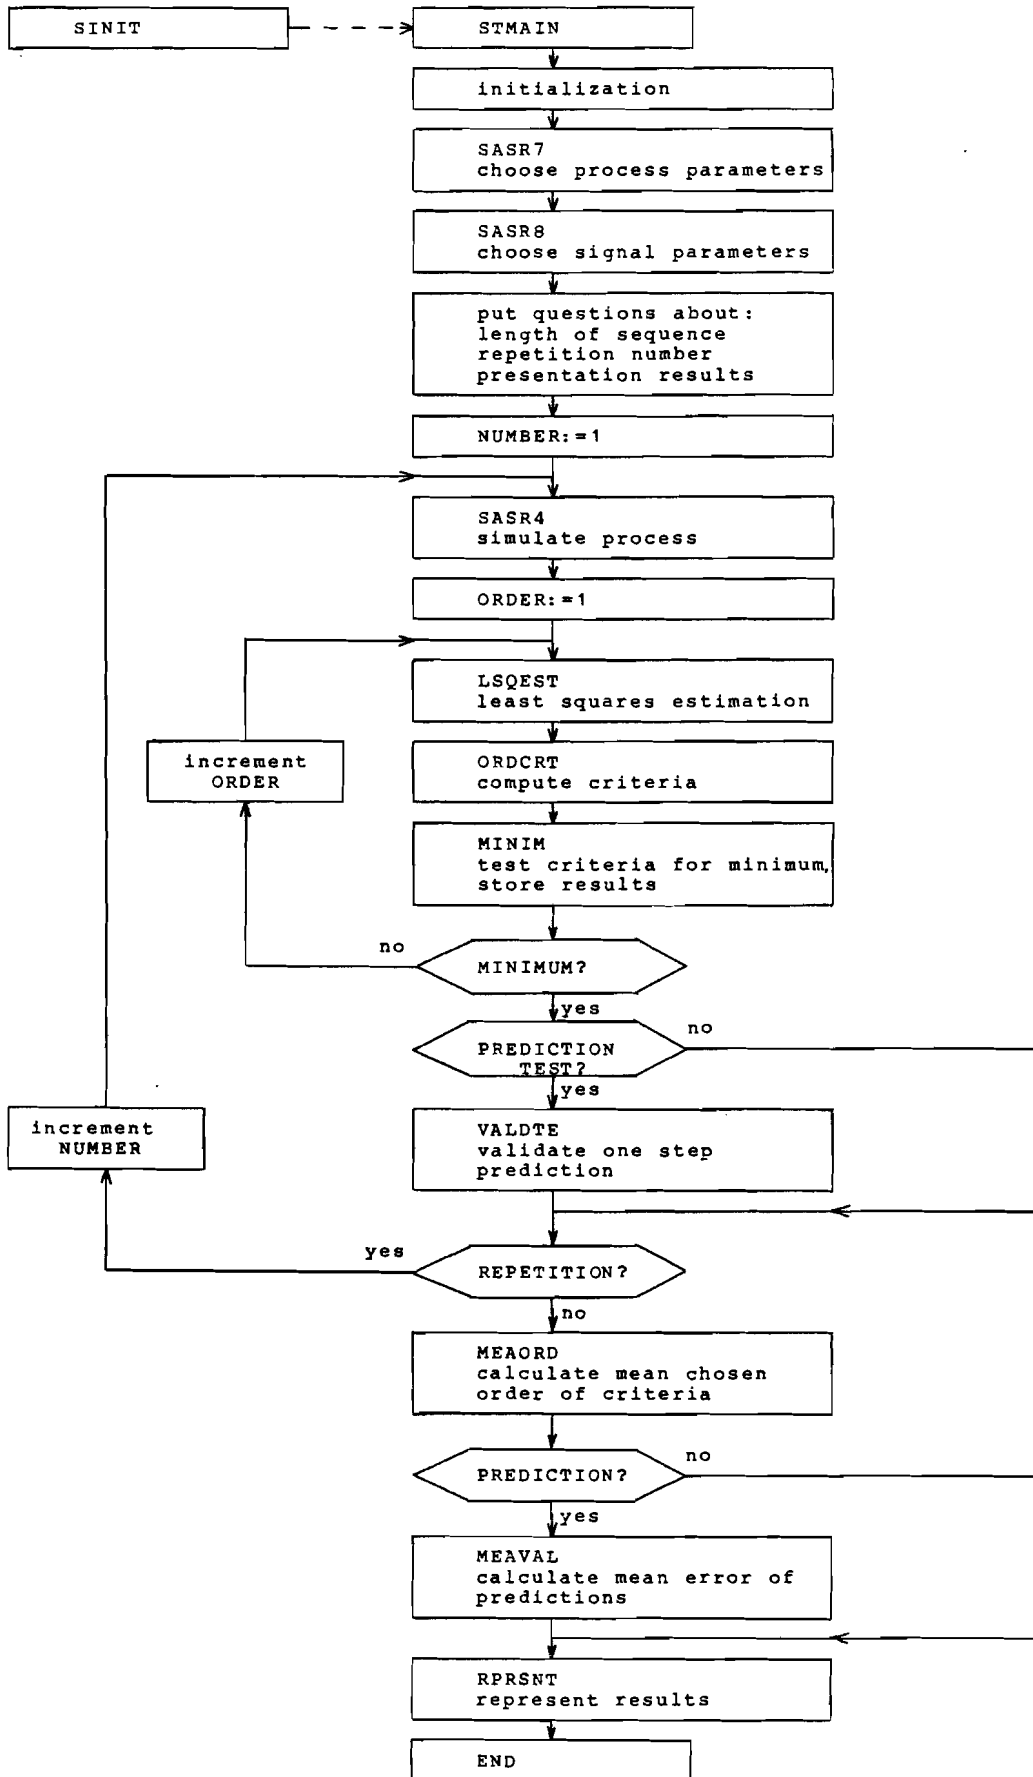 SINIT
STMAIN
initialization
SASR7
choose process parameters
SASR8
choose signal parameters
put questions about:
length of sequence
repetition number
presentation results
NUMBER:=1
SASR4
simulate process
ORDER:=1
LSQEST
least squares estimation
increment
ORDER
ORDCRT
compute criteria
MINIM
test criteria for minimum,
store results
no
MINIMUM?
yes
no
PREDICTION
TEST?
yes
increment
NUMBER
VALDTE
validate one step
prediction
yes
REPETITION?
no
MEAORD
calculate mean chosen
order of criteria
no
PREDICTION?
yes
MEAVAL
calculate mean error of
predictions
RPRSNT
represent results
END